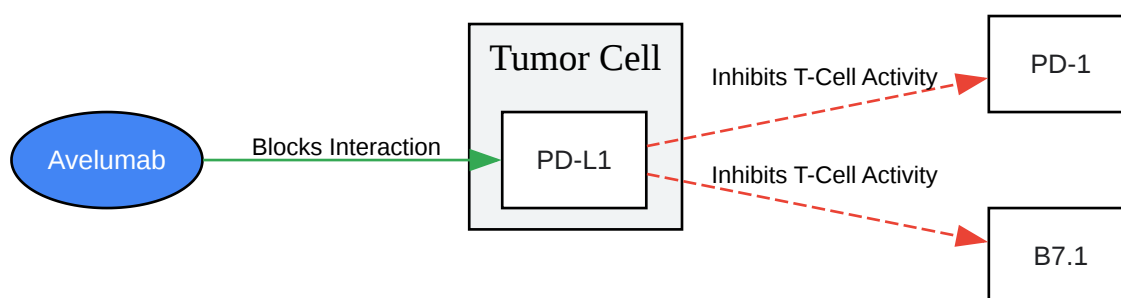 Tumor Cell
Inhibits T-Cell Activity
PD-1
Avelumab
Blocks Interaction
PD-L1
Inhibits T-Cell Activity
B7.1